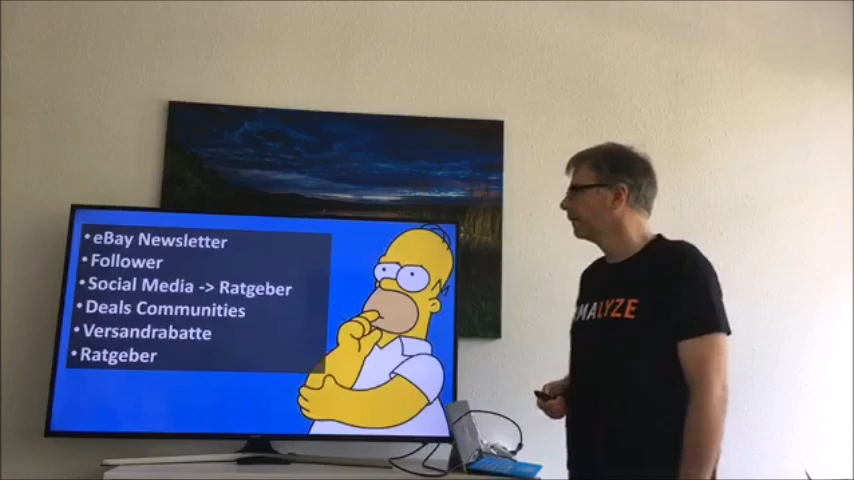 • eBay Newsletter
• Follower
• Social Media -> Ratgeber
• Deals Communities
• Versandrabatte
• Ratgeber
MALYZE